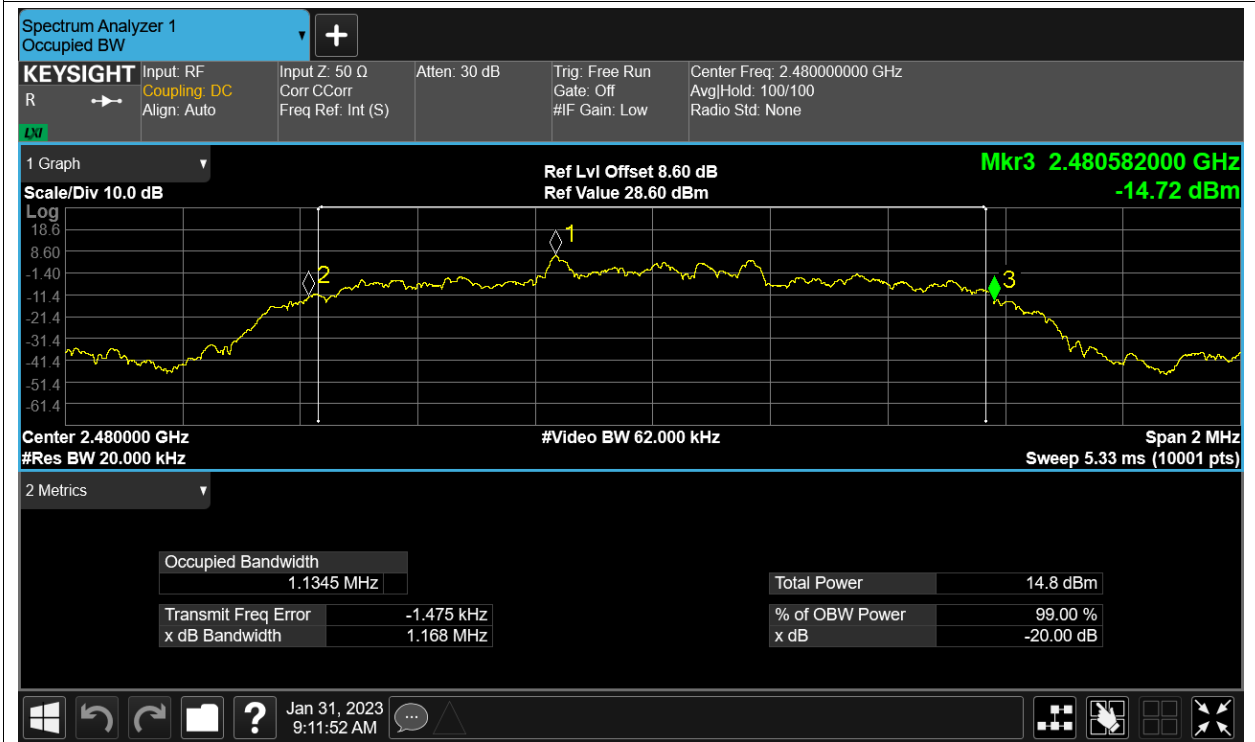 Spectrum Analyzer 1
Occupied BW
KEYSIGHT
R
LXI
Input: RF
Coupling: DC
Align: Auto
Input Z: 50 Ω
Corr CCorr
Freq Ref: Int (S)
Atten: 30 dB
Trig: Free Run
Gate: Off
#IF Gain: Low
Center Freq: 2.480000000 GHz
Avg|Hold: 100/100
Radio Std: None
1 Graph
Scale/Div 10.0 dB
Ref Lvl Offset 8.60 dB
Ref Value 28.60 dBm
Mkr3 2.480582000 GHz
-14.72 dBm
Log
18.6
8.60
-1.40
-11.4
-21.4
-31.4
-41.4
-51.4
-61.4
1
2
3
Center 2.480000 GHz
#Video BW 62.000 kHz
Span 2 MHz
#Res BW 20.000 kHz
Sweep 5.33 ms (10001 pts)
2 Metrics
Occupied Bandwidth
1.1345 MHz
Transmit Freq Error -1.475 kHz
x dB Bandwidth 1.168 MHz
Total Power 14.8 dBm
% of OBW Power 99.00 %
x dB -20.00 dB
?
Jan 31, 2023
9:11:52 AM